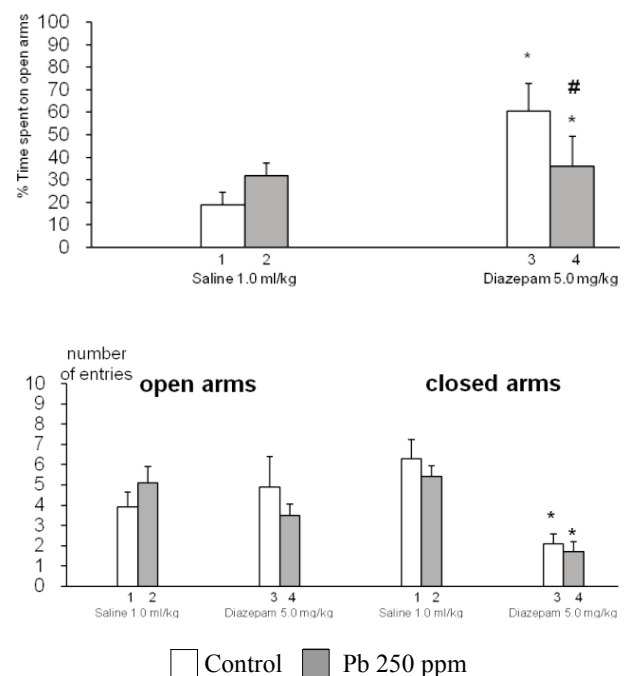 100
90
80
70
60
50
40
30
20
10
0
% Time spent on open arms
*
#
*
1 2 3 4
Saline 1.0 ml/kg Diazepam 5.0 mg/kg
number
of entries
open arms closed arms
10
9
8
7
6
5
4
3
2
1
0
* *
1 2 3 4 1 2 3 4
Saline 1.0 ml/kg Diazepam 5.0 mg/kg Saline 1.0 ml/kg Diazepam 5.0 mg/kg
Control Pb 250 ppm